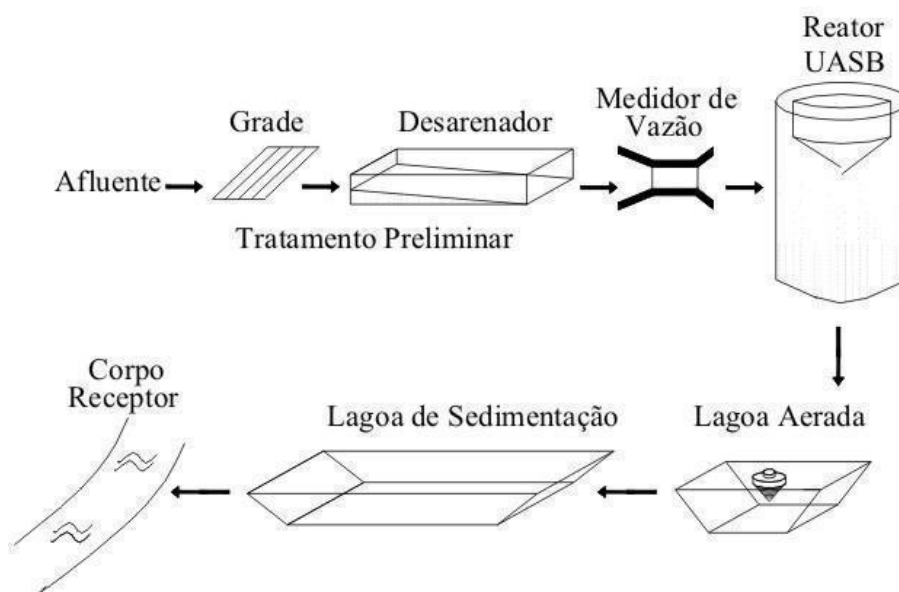 Reator
UASB
Medidor de
Vazão
Grade
Desarenador
Afluente
Tratamento Preliminar
Corpo
Receptor
Lagoa de Sedimentação
Lagoa Aerada